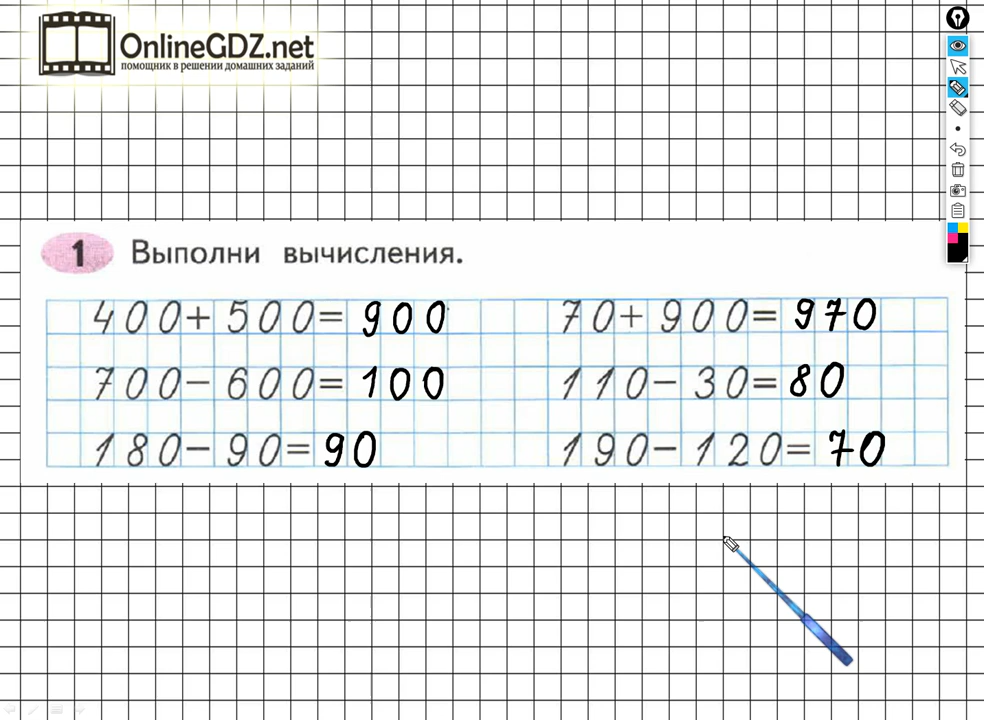 OnlineGDZ.net
помощник в решении домашних заданий
1 Выполни вычисления.
400+500=900 70+900=970
700-600=100 110-30=80
180-90=90 190-120=70